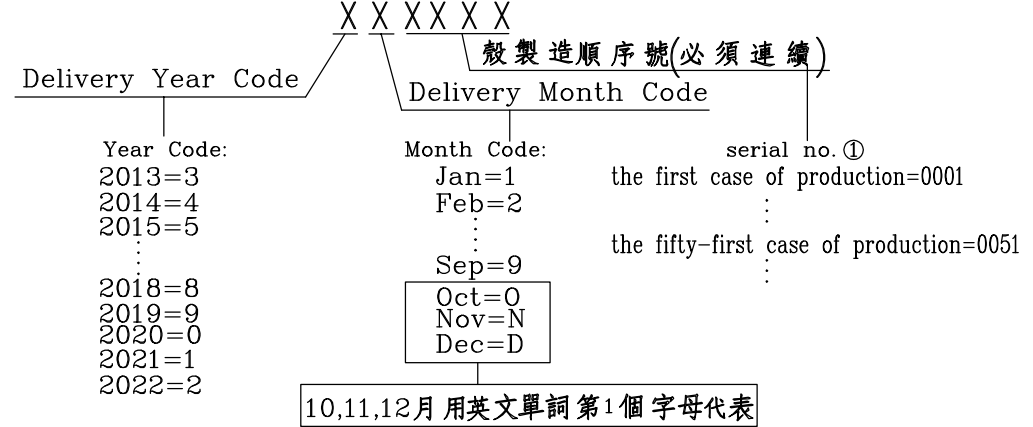 X X XXXX
殼製造順序號(必須連續)
Delivery Year Code
Delivery Month Code
Year Code:
2013=3
2014=4
2015=5
2018=8
2019=9
2020=0
2021=1
2022=2
Month Code:
Jan=1
Feb=2
Sep=9
Oct=O
Nov=N
Dec=D
10,11,12月用英文單詞第1個字母代表
serial no.①
the first case of production=0001
the fifty-first case of production=0051